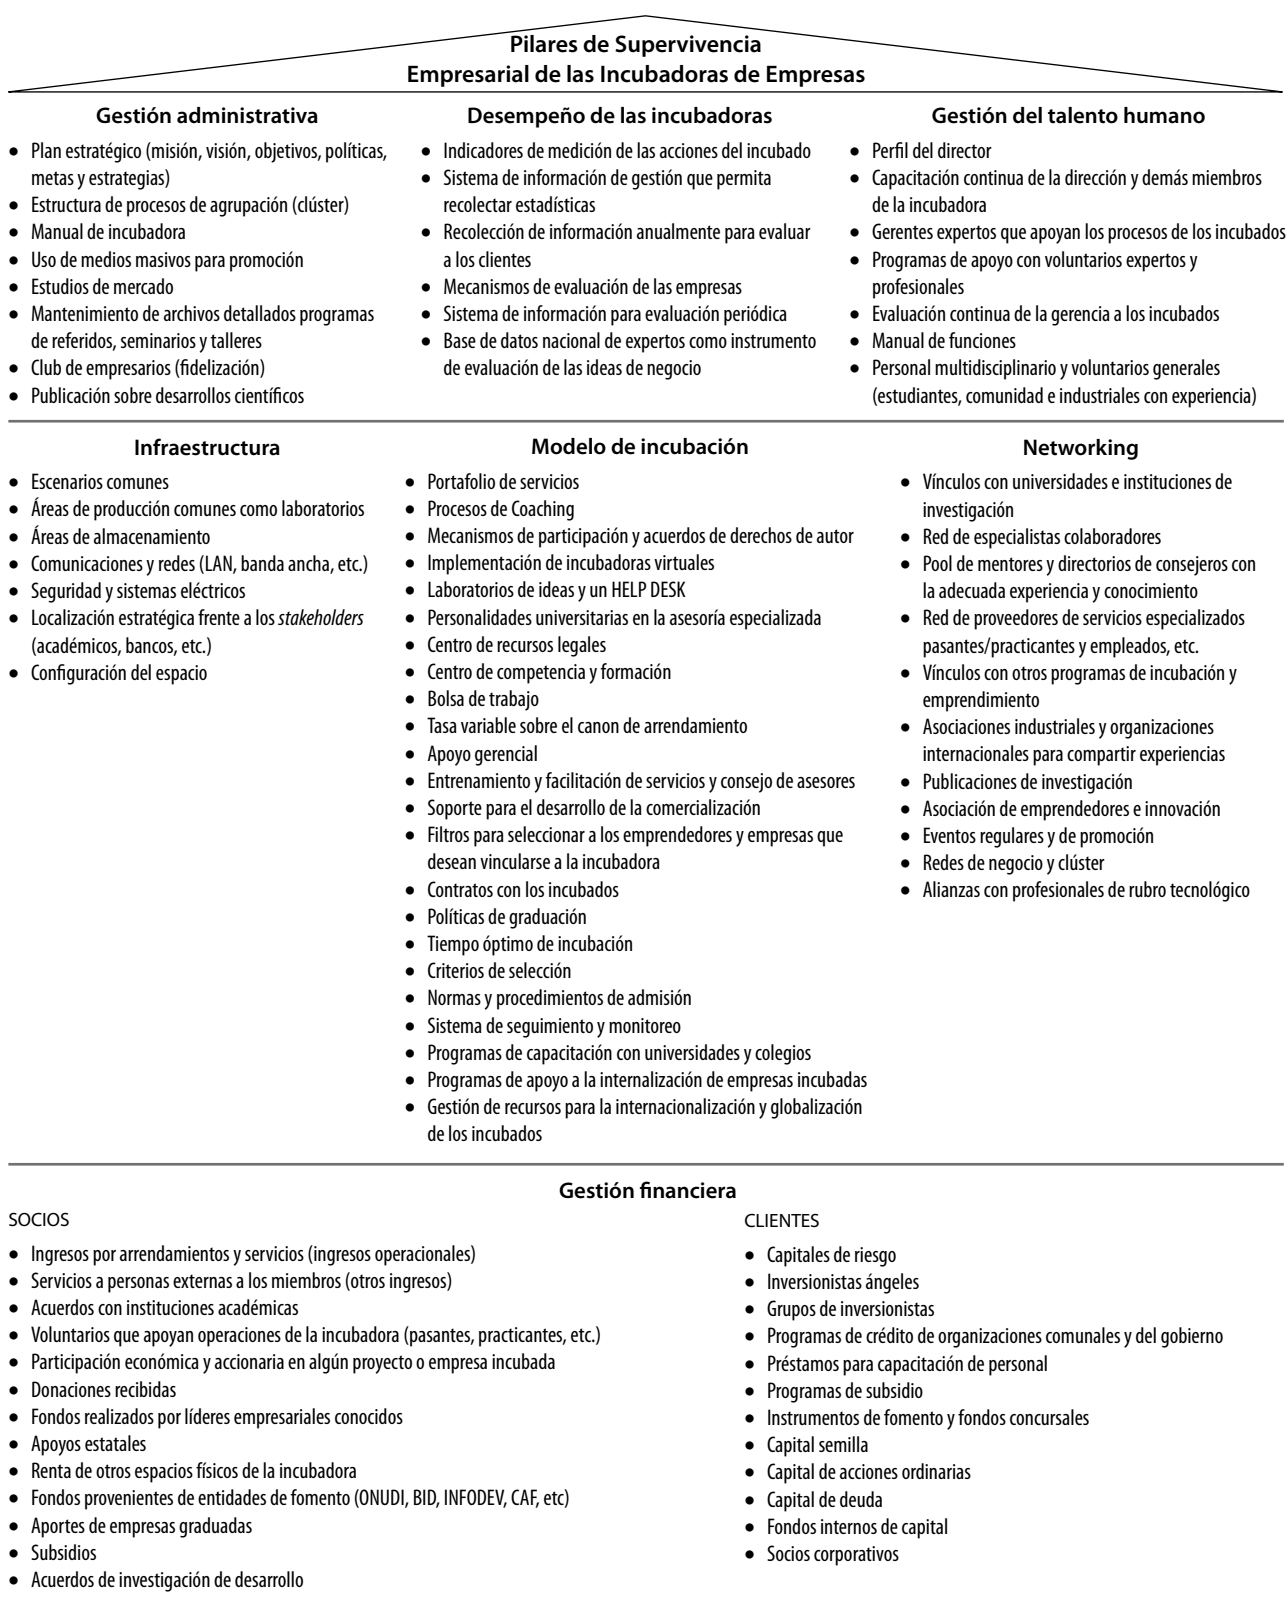 Pilares de Supervivencia
Empresarial de las Incubadoras de Empresas
Gestión administrativa
• Plan estratégico (misión, visión, objetivos, políticas,
metas y estrategias)
• Estructura de procesos de agrupación (clúster)
• Manual de incubadora
• Uso de medios masivos para promoción
• Estudios de mercado
• Mantenimiento de archivos detallados programas
de referidos, seminarios y talleres
• Club de empresarios (fidelización)
• Publicación sobre desarrollos científicos
Desempeño de las incubadoras
• Indicadores de medición de las acciones del incubado
• Sistema de información de gestión que permita
recolectar estadísticas
• Recolección de información anualmente para evaluar
a los clientes
• Mecanismos de evaluación de las empresas
• Sistema de información para evaluación periódica
• Base de datos nacional de expertos como instrumento
de evaluación de las ideas de negocio
Gestión del talento humano
• Perfil del director
• Capacitación continua de la dirección y demás miembros
de la incubadora
• Gerentes expertos que apoyan los procesos de los incubados
• Programas de apoyo con voluntarios expertos y
profesionales
• Evaluación continua de la gerencia a los incubados
• Manual de funciones
• Personal multidisciplinario y voluntarios generales
(estudiantes, comunidad e industriales con experiencia)
Infraestructura
• Escenarios comunes
• Áreas de producción comunes como laboratorios
• Áreas de almacenamiento
• Comunicaciones y redes (LAN, banda ancha, etc.)
• Seguridad y sistemas eléctricos
• Localización estratégica frente a los stakeholders
(académicos, bancos, etc.)
• Configuración del espacio
Modelo de incubación
• Portafolio de servicios
• Procesos de Coaching
• Mecanismos de participación y acuerdos de derechos de autor
• Implementación de incubadoras virtuales
• Laboratorios de ideas y un HELP DESK
• Personalidades universitarias en la asesoría especializada
• Centro de recursos legales
• Centro de competencia y formación
• Bolsa de trabajo
• Tasa variable sobre el canon de arrendamiento
• Apoyo gerencial
• Entrenamiento y facilitación de servicios y consejo de asesores
• Soporte para el desarrollo de la comercialización
• Filtros para seleccionar a los emprendedores y empresas que
desean vincularse a la incubadora
• Contratos con los incubados
• Políticas de graduación
• Tiempo óptimo de incubación
• Criterios de selección
• Normas y procedimientos de admisión
• Sistema de seguimiento y monitoreo
• Programas de capacitación con universidades y colegios
• Programas de apoyo a la internalización de empresas incubadas
• Gestión de recursos para la internacionalización y globalización
de los incubados
Networking
• Vínculos con universidades e instituciones de
investigación
• Red de especialistas colaboradores
• Pool de mentores y directorios de consejeros con
la adecuada experiencia y conocimiento
• Red de proveedores de servicios especializados
pasantes/practicantes y empleados, etc.
• Vínculos con otros programas de incubación y
emprendimiento
• Asociaciones industriales y organizaciones
internacionales para compartir experiencias
• Publicaciones de investigación
• Asociación de emprendedores e innovación
• Eventos regulares y de promoción
• Redes de negocio y clúster
• Alianzas con profesionales de rubro tecnológico
Gestión financiera
SOCIOS
• Ingresos por arrendamientos y servicios (ingresos operacionales)
• Servicios a personas externas a los miembros (otros ingresos)
• Acuerdos con instituciones académicas
• Voluntarios que apoyan operaciones de la incubadora (pasantes, practicantes, etc.)
• Participación económica y accionaria en algún proyecto o empresa incubada
• Donaciones recibidas
• Fondos realizados por líderes empresariales conocidos
• Apoyos estatales
• Renta de otros espacios físicos de la incubadora
• Fondos provenientes de entidades de fomento (ONUDI, BID, INFODEV, CAF, etc)
• Aportes de empresas graduadas
• Subsidios
• Acuerdos de investigación de desarrollo
CLIENTES
• Capitales de riesgo
• Inversionistas ángeles
• Grupos de inversionistas
• Programas de crédito de organizaciones comunales y del gobierno
• Préstamos para capacitación de personal
• Programas de subsidio
• Instrumentos de fomento y fondos concursales
• Capital semilla
• Capital de acciones ordinarias
• Capital de deuda
• Fondos internos de capital
• Socios corporativos